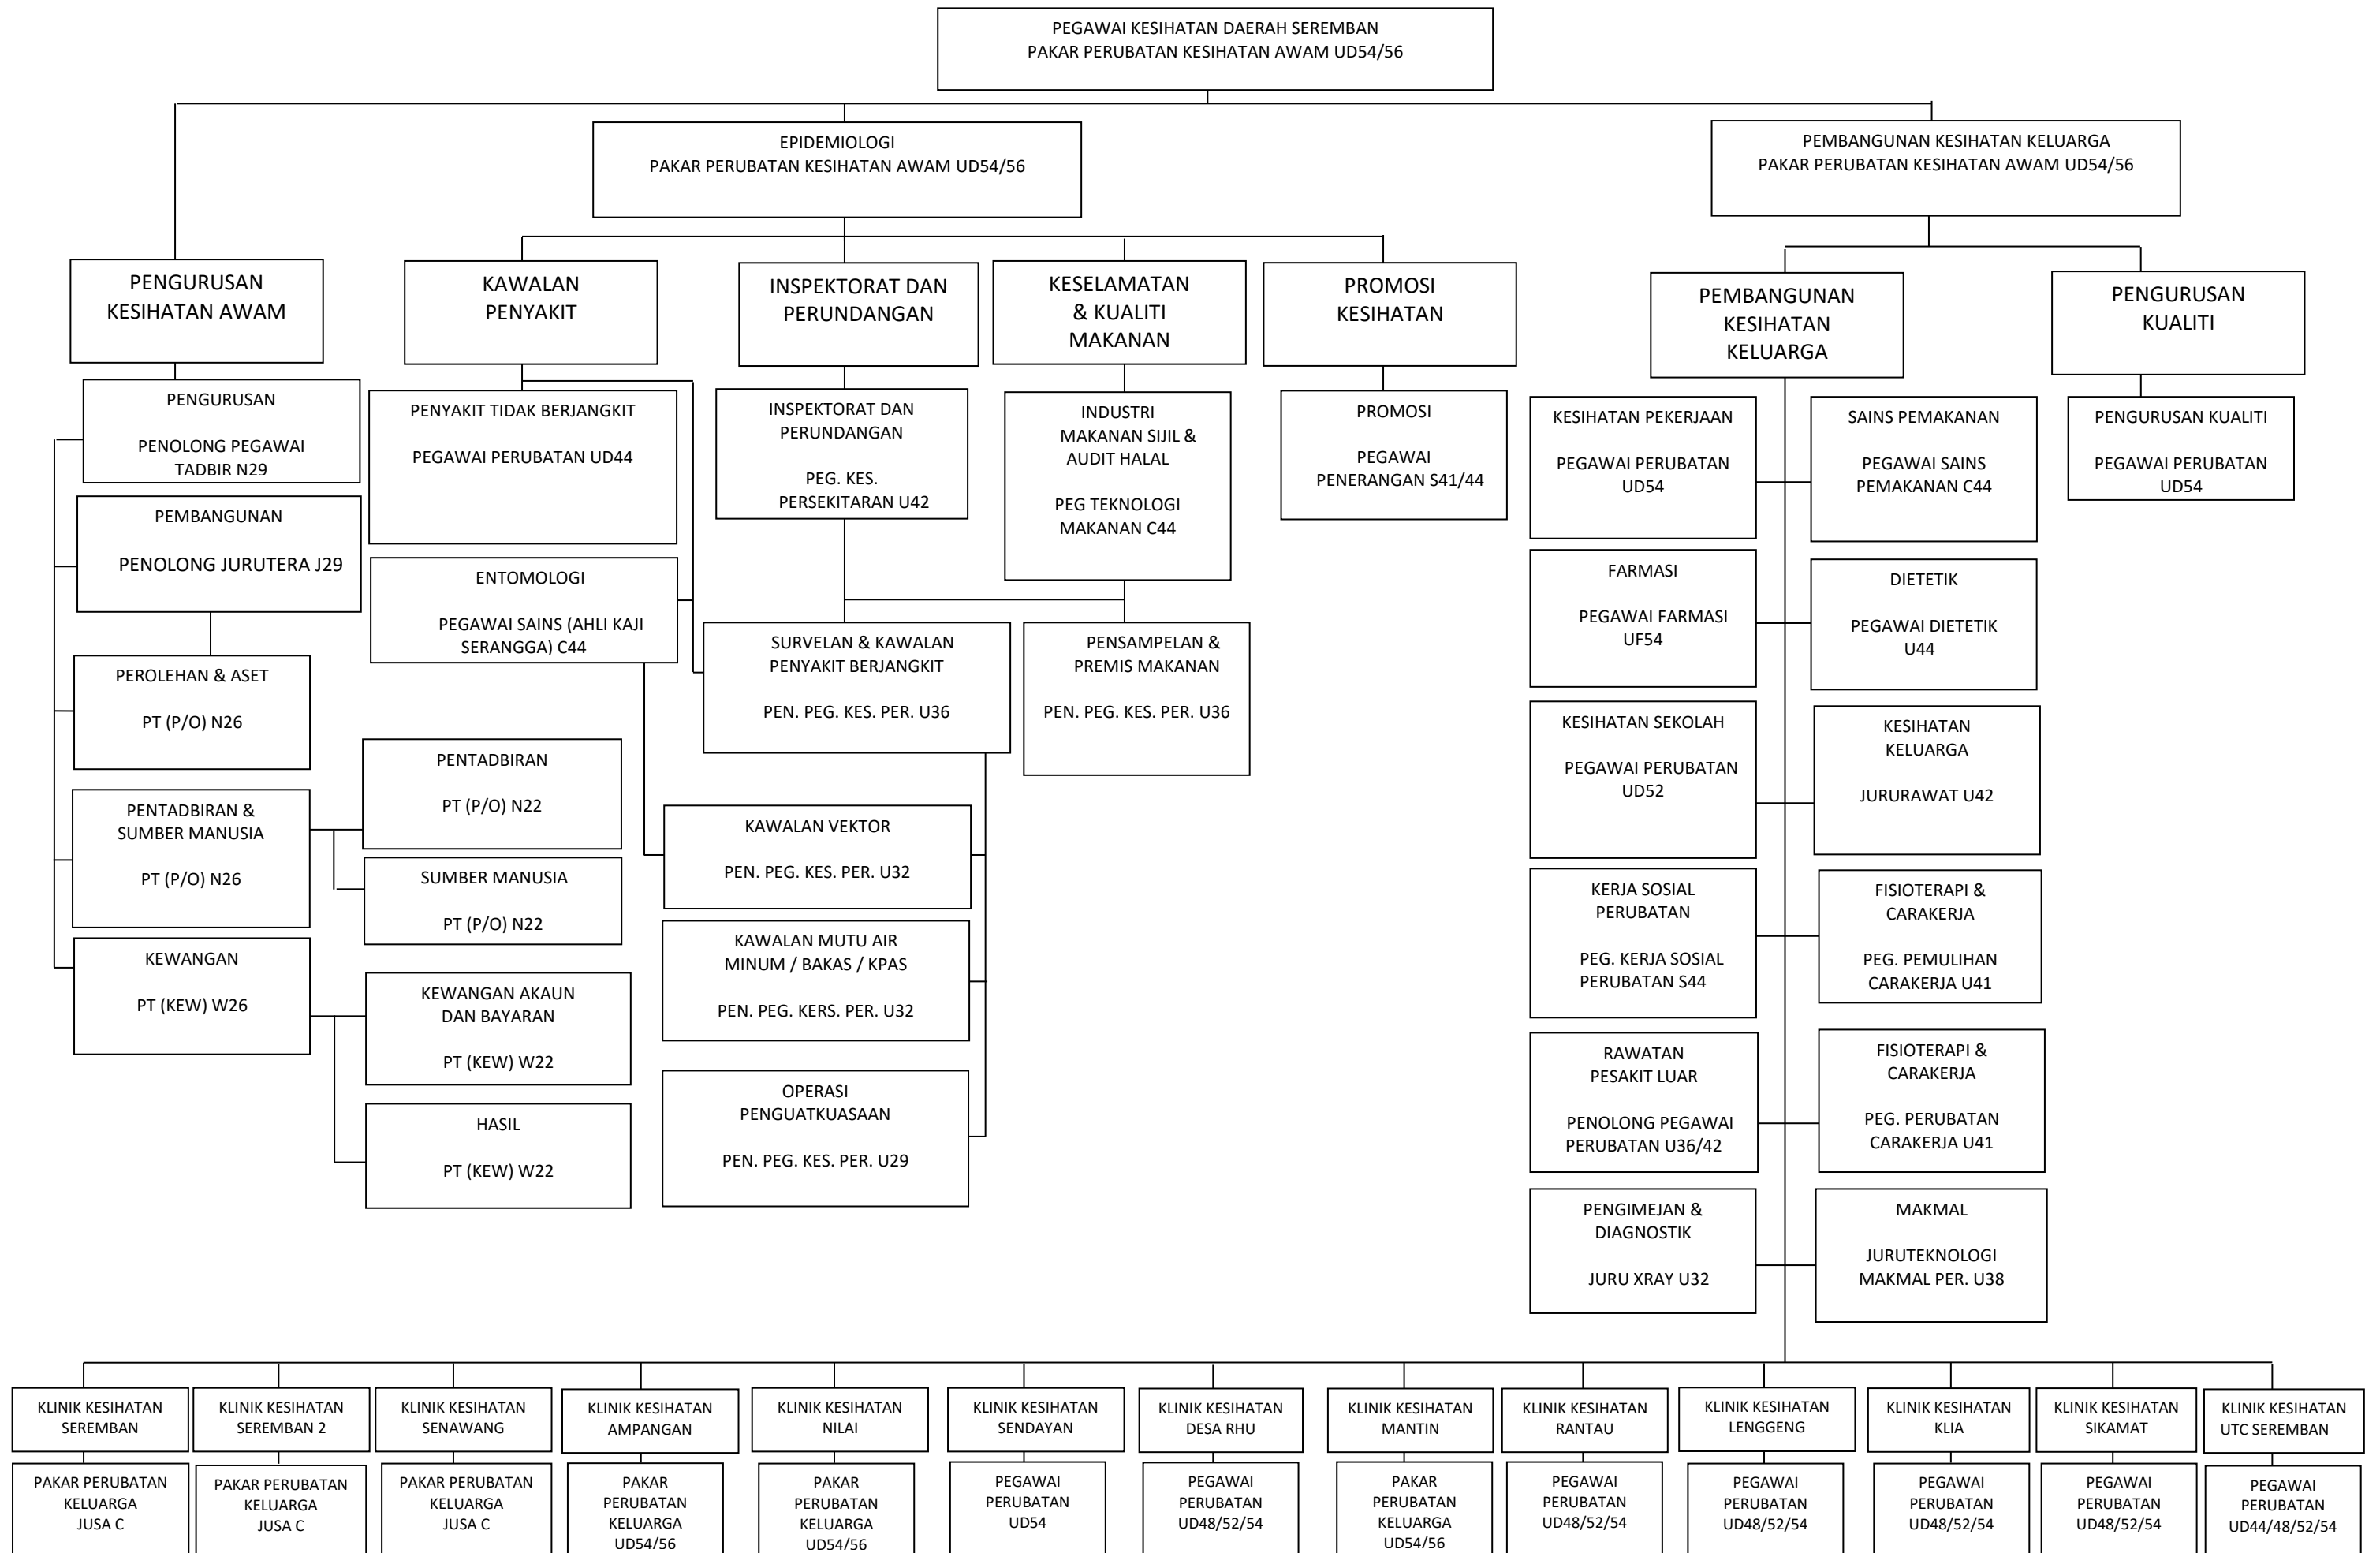 PEGAWAI KESIHATAN DAERAH SEREMBAN
PAKAR PERUBATAN KESIHATAN AWAM UD54/56
EPIDEMIOLOGI
PAKAR PERUBATAN KESIHATAN AWAM UD54/56
PEMBANGUNAN KESIHATAN KELUARGA
PAKAR PERUBATAN KESIHATAN AWAM UD54/56
PENGURUSAN
KESIHATAN AWAM
KAWALAN
PENYAKIT
INSPEKTORAT DAN
PERUNDANGAN
KESELAMATAN
& KUALITI
MAKANAN
PROMOSI
KESIHATAN
PEMBANGUNAN
KESIHATAN
KELUARGA
PENGURUSAN
KUALITI
PENGURUSAN
PENOLONG PEGAWAI
TADBIR N29
PEMBANGUNAN
PENOLONG JURUTERA J29
PEROLEHAN & ASET
PT (P/O) N26
PENTADBIRAN &
SUMBER MANUSIA
PT (P/O) N26
KEWANGAN
PT (KEW) W26
PENTADBIRAN
PT (P/O) N22
SUMBER MANUSIA
PT (P/O) N22
KEWANGAN AKAUN
DAN BAYARAN
PT (KEW) W22
HASIL
PT (KEW) W22
PENYAKIT TIDAK BERJANGKIT
PEGAWAI PERUBATAN UD44
ENTOMOLOGI
PEGAWAI SAINS (AHLI KAJI
SERANGGA) C44
INSPEKTORAT DAN
PERUNDANGAN
PEG. KES.
PERSEKITARAN U42
INDUSTRI
MAKANAN SIJIL &
AUDIT HALAL
PEG TEKNOLOGI
MAKANAN C44
PROMOSI
PEGAWAI
PENERANGAN S41/44
SURVELAN & KAWALAN
PENYAKIT BERJANGKIT
PEN. PEG. KES. PER. U36
PENSAMPELAN &
PREMIS MAKANAN
PEN. PEG. KES. PER. U36
KAWALAN VEKTOR
PEN. PEG. KES. PER. U32
KAWALAN MUTU AIR
MINUM / BAKAS / KPAS
PEN. PEG. KERS. PER. U32
OPERASI
PENGUATKUASAAN
PEN. PEG. KES. PER. U29
KESIHATAN PEKERJAAN
PEGAWAI PERUBATAN
UD54
SAINS PEMAKANAN
PEGAWAI SAINS
PEMAKANAN C44
PENGURUSAN KUALITI
PEGAWAI PERUBATAN
UD54
FARMASI
PEGAWAI FARMASI
UF54
DIETETIK
PEGAWAI DIETETIK
U44
KESIHATAN SEKOLAH
PEGAWAI PERUBATAN
UD52
KESIHATAN
KELUARGA
JURURAWAT U42
KERJA SOSIAL
PERUBATAN
PEG. KERJA SOSIAL
PERUBATAN S44
FISIOTERAPI &
CARAKERJA
PEG. PEMULIHAN
CARAKERJA U41
RAWATAN
PESAKIT LUAR
PENOLONG PEGAWAI
PERUBATAN U36/42
FISIOTERAPI &
CARAKERJA
PEG. PERUBATAN
CARAKERJA U41
PENGIMEJAN &
DIAGNOSTIK
JURU XRAY U32
MAKMAL
JURUTEKNOLOGI
MAKMAL PER. U38
KLINIK KESIHATAN
SEREMBAN
PAKAR PERUBATAN
KELUARGA
JUSA C
KLINIK KESIHATAN
SEREMBAN 2
PAKAR PERUBATAN
KELUARGA
JUSA C
KLINIK KESIHATAN
SENAWANG
PAKAR PERUBATAN
KELUARGA
JUSA C
KLINIK KESIHATAN
AMPANGAN
PAKAR
PERUBATAN
KELUARGA
UD54/56
KLINIK KESIHATAN
NILAI
PAKAR
PERUBATAN
KELUARGA
UD54/56
KLINIK KESIHATAN
SENDAYAN
PEGAWAI
PERUBATAN
UD54
KLINIK KESIHATAN
DESA RHU
PEGAWAI
PERUBATAN
UD48/52/54
KLINIK KESIHATAN
MANTIN
PAKAR
PERUBATAN
KELUARGA
UD54/56
KLINIK KESIHATAN
RANTAU
PEGAWAI
PERUBATAN
UD48/52/54
KLINIK KESIHATAN
LENGGENG
PEGAWAI
PERUBATAN
UD48/52/54
KLINIK KESIHATAN
KLIA
PEGAWAI
PERUBATAN
UD48/52/54
KLINIK KESIHATAN
SIKAMAT
PEGAWAI
PERUBATAN
UD48/52/54
KLINIK KESIHATAN
UTC SEREMBAN
PEGAWAI
PERUBATAN
UD44/48/52/54